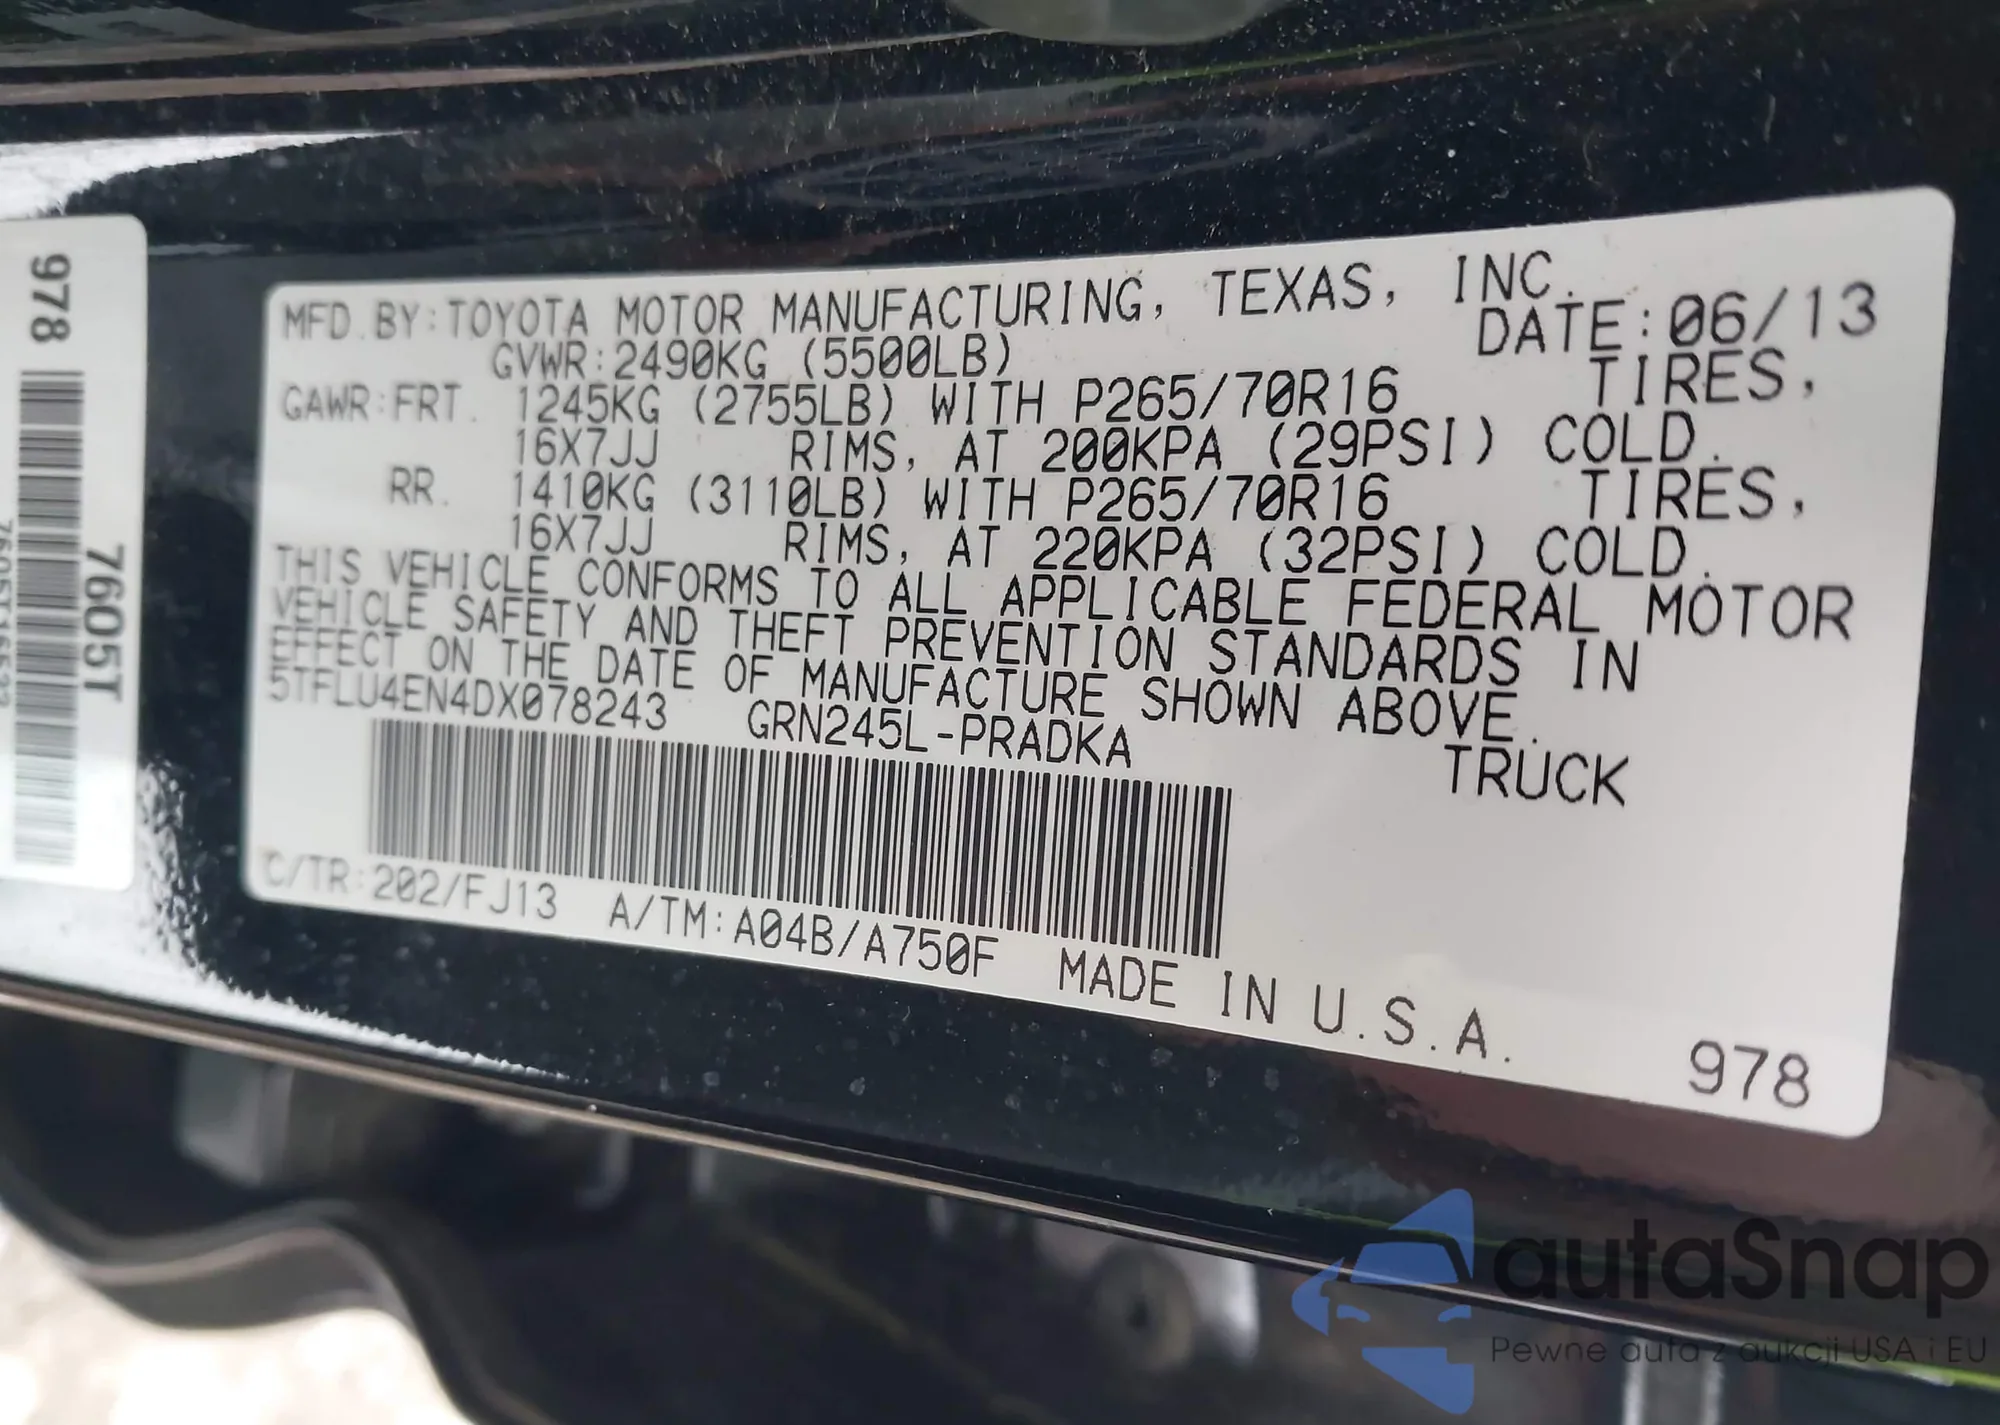 978
7605T
MFD.BY:TOYOTA MOTOR MANUFACTURING, TEXAS, INC.
DATE:06/13
GVWR:2490KG (5500LB)
GAWR:FRT. 1245KG (2755LB) WITH P265/70R16 TIRES,
16X7JJ RIMS, AT 200KPA (29PSI) COLD.
RR. 1410KG (3110LB) WITH P265/70R16 TIRES,
16X7JJ RIMS, AT 220KPA (32PSI) COLD.
THIS VEHICLE CONFORMS TO ALL APPLICABLE FEDERAL MOTOR
VEHICLE SAFETY AND THEFT PREVENTION STANDARDS IN
EFFECT ON THE DATE OF MANUFACTURE SHOWN ABOVE.
5TFLU4EN4DX078243 GRN245L-PRADKA TRUCK
C/TR:202/FJ13 A/TM:A04B/A750F MADE IN U.S.A.
978
autaSnap
Pewne auta z aukcji USA i EU